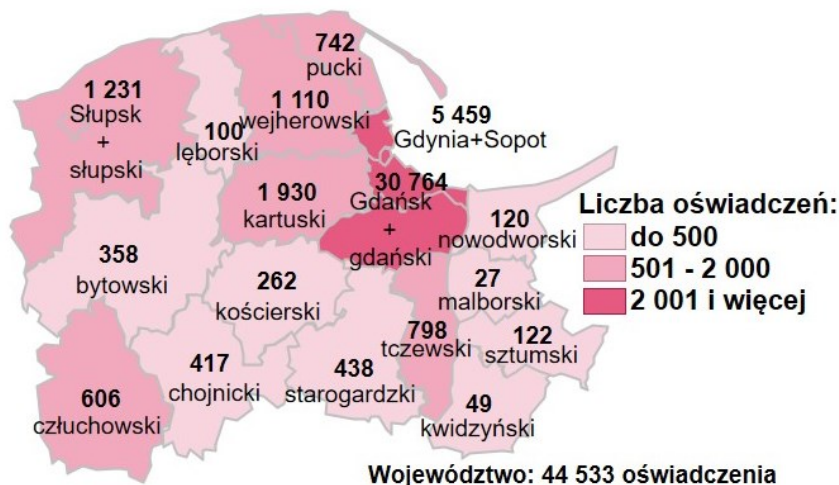 742
pucki
1 231
Słupsk
+
słupski
1 110
wejherowski
100
lęborski
5 459
Gdynia+Sopot
1 930
kartuski
30 764
Gdańsk
+
gdański
120
nowodworski
Liczba oświadczeń:
do 500
501 - 2 000
2 001 i więcej
358
bytowski
262
kościerski
27
malborski
798
tczewski
122
sztumski
417
chojnicki
438
starogardzki
606
człuchowski
49
kwidzyński
Województwo: 44 533 oświadczenia